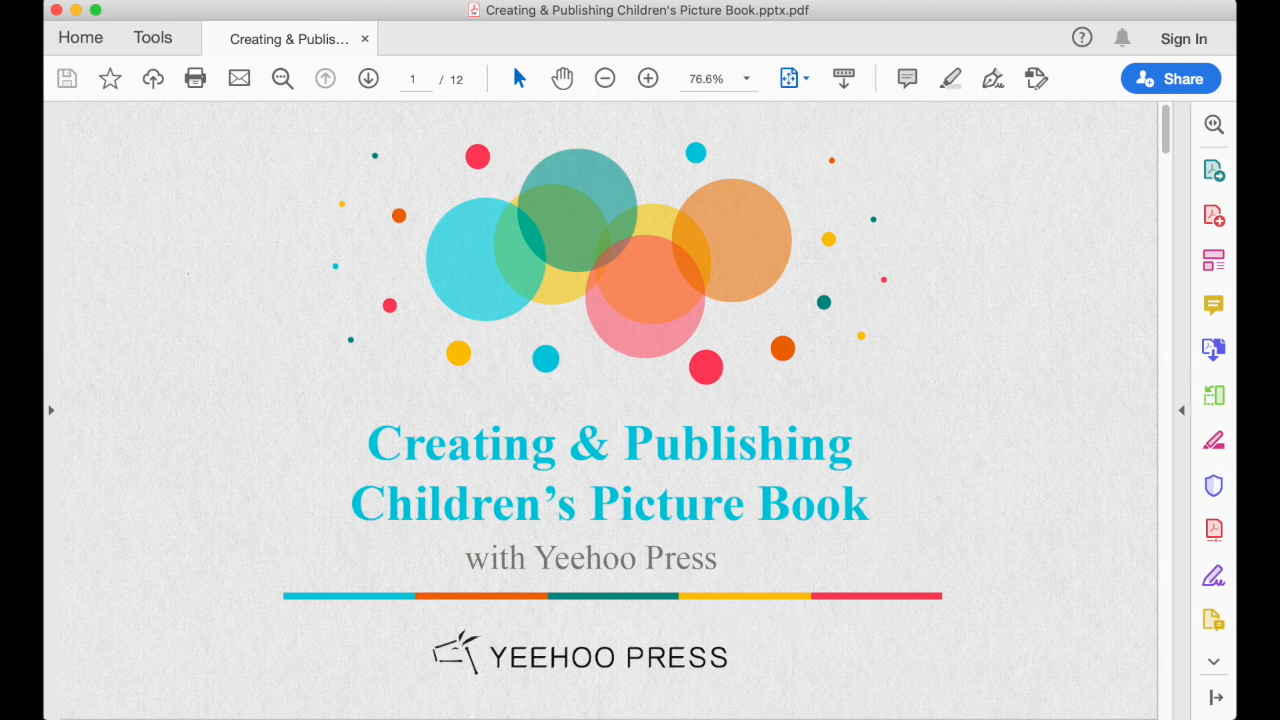 Creating & Publishing Children's Picture Book.pptx.pdf
Home Tools Creating & Publis... × Sign In
1 / 12 76.6% Share
Creating & Publishing
Children’s Picture Book
with Yeehoo Press
YEEHOO PRESS